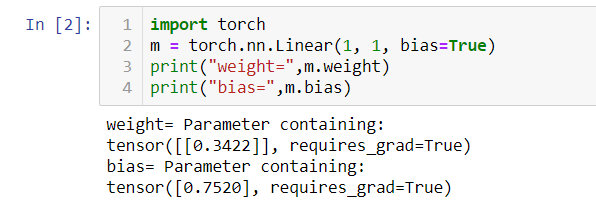 In [2]:
1 import torch
2 m = torch.nn.Linear(1, 1, bias=True)
3 print("weight=",m.weight)
4 print("bias=",m.bias)
weight= Parameter containing:
tensor([[0.3422]], requires_grad=True)
bias= Parameter containing:
tensor([0.7520], requires_grad=True)